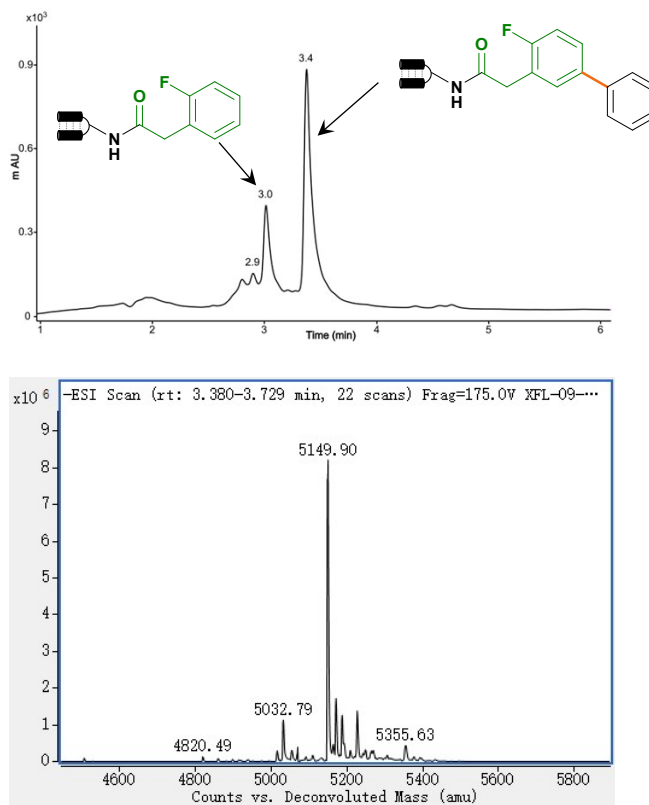 x10³
0.9
0.6
0.3
0
m AU
1
2
3
4
5
6
Time (min)
2.9
3.0
3.4
O
F
N
H
F
O
N
H
x10 6
-ESI Scan (rt: 3.380-3.729 min, 22 scans) Frag=175.0V XFL-09-⋯
9
8
7
6
5
4
3
2
1
0
5149.90
5032.79
4820.49
5355.63
4600
4800
5000
5200
5400
5600
5800
Counts vs. Deconvoluted Mass (amu)